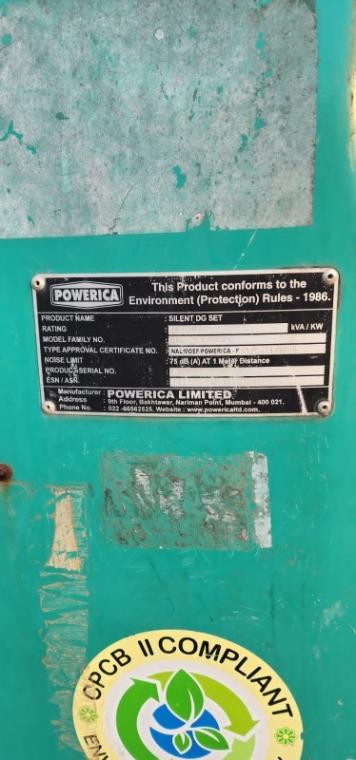 POWERICA
This Product conforms to the
Environment (Protection) Rules - 1986.
PRODUCT NAME : SILENT DG SET
RATING : kVA / KW
MODEL FAMILY NO.
TYPE APPROVAL CERTIFICATE NO.
NOISE LIMIT 75 dB (A) AT 1 Meter Distance
PRODUCT SERIAL NO. :
ESN / ASN.
Manufacturer : POWERICA LIMITED
Address : 9th Floor, Bakhtawar, Nariman Point, Mumbai - 400 021.
Phone No. : 022 -66562525, Website : www.powericaltd.com.
CPCB II COMPLIANT